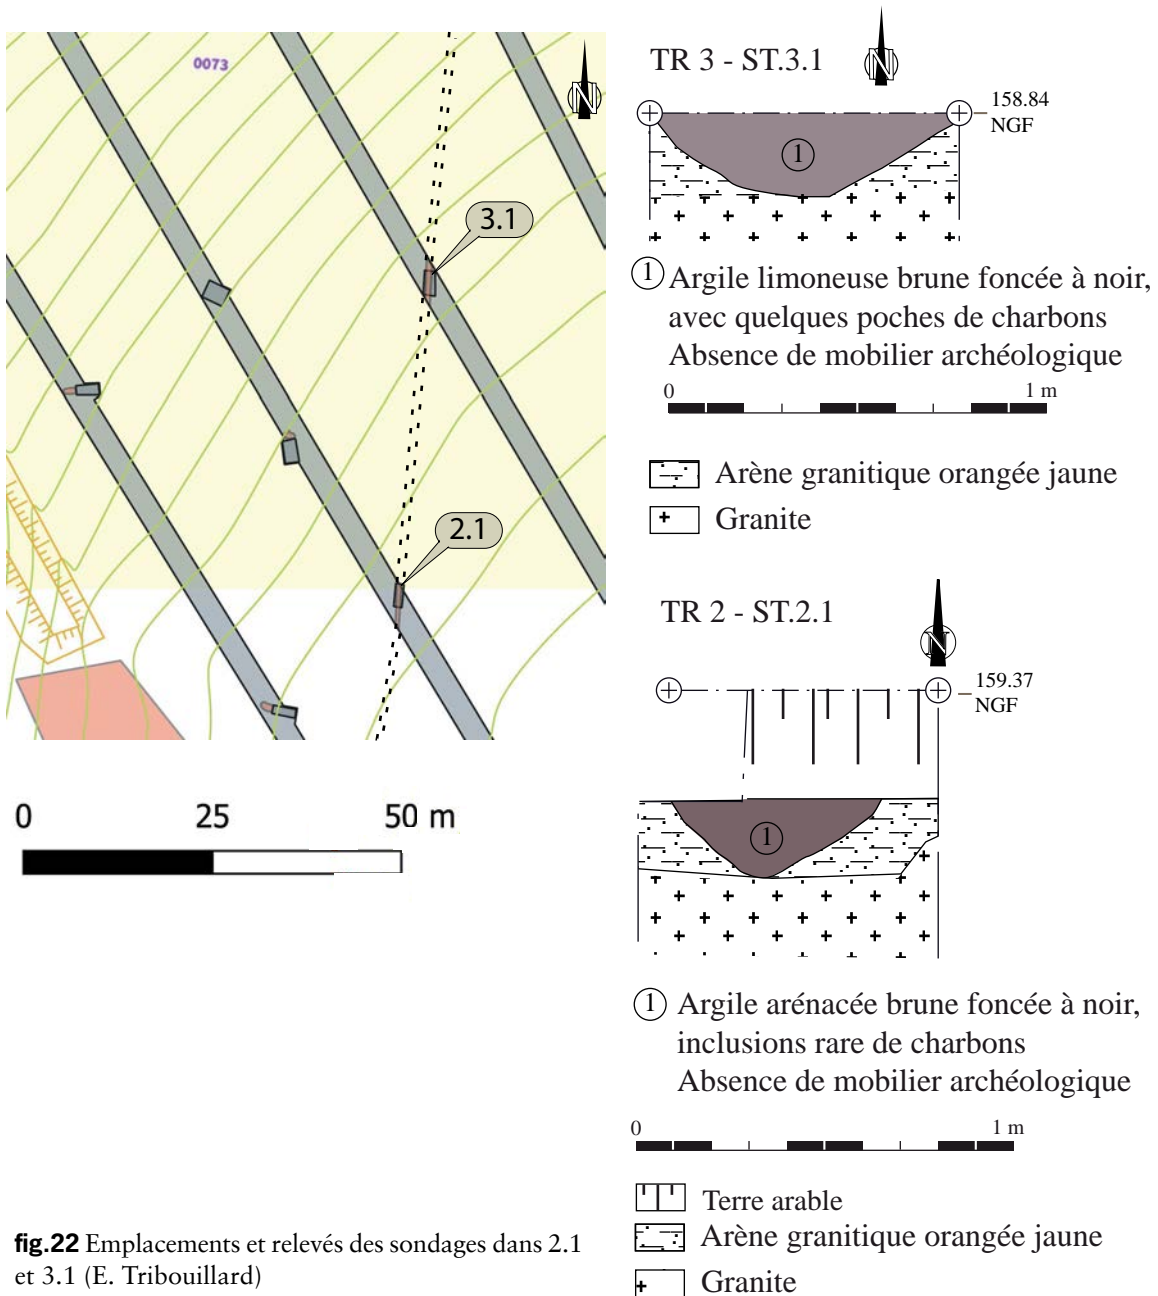 0073
N
3.1
2.1
0 25 50 m
fig.22 Emplacements et relevés des sondages dans 2.1
et 3.1 (E. Tribouillard)
TR 3 - ST.3.1
N
158.84
NGF
1
1 Argile limoneuse brune foncée à noir,
avec quelques poches de charbons
Absence de mobilier archéologique
0 1 m
Arène granitique orangée jaune
Granite
TR 2 - ST.2.1
N
159.37
NGF
1
1 Argile arénacée brune foncée à noir,
inclusions rare de charbons
Absence de mobilier archéologique
0 1 m
Terre arable
Arène granitique orangée jaune
Granite